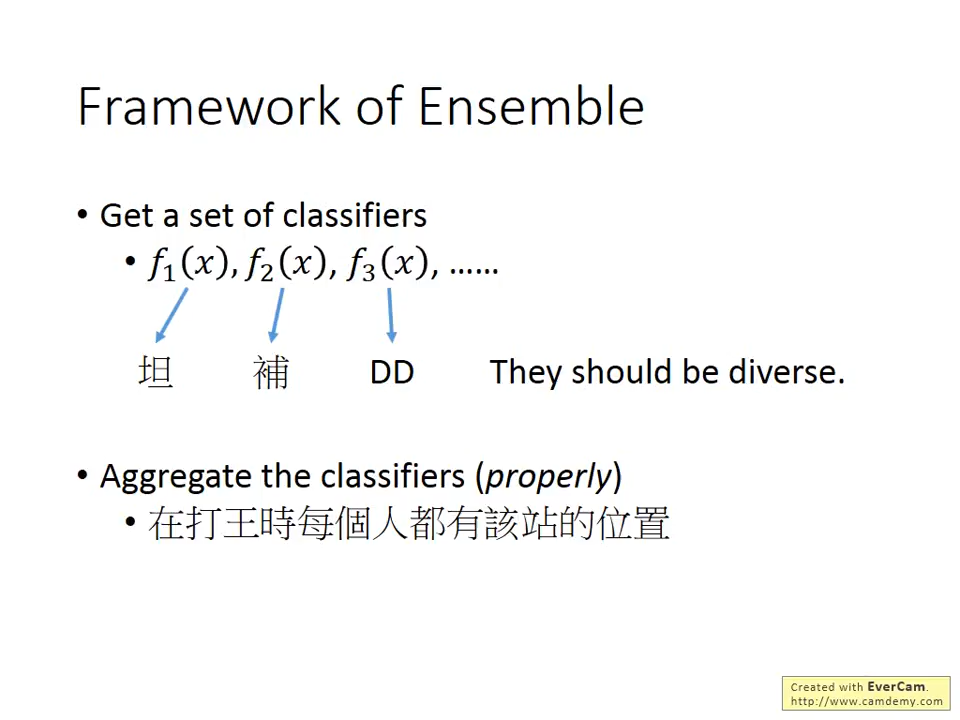 Framework of Ensemble
• Get a set of classifiers
• f₁(x), f₂(x), f₃(x), ……
坦 補 DD They should be diverse.
• Aggregate the classifiers (properly)
• 在打王時每個人都有該站的位置
Created with EverCam.
http://www.camdemy.com